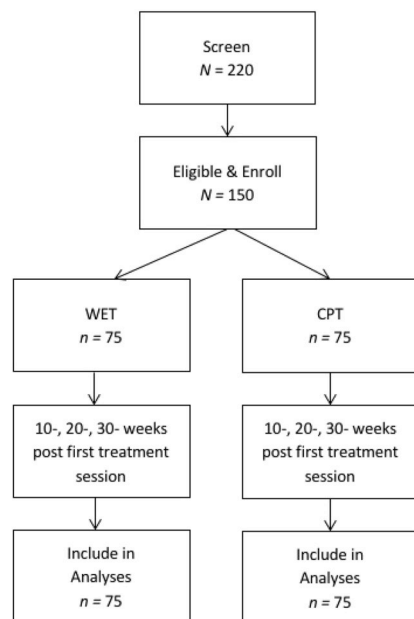 Screen
N = 220
Eligible & Enroll
N = 150
WET
n = 75
CPT
n = 75
10-, 20-, 30- weeks
post first treatment
session
10-, 20-, 30- weeks
post first treatment
session
Include in
Analyses
n = 75
Include in
Analyses
n = 75